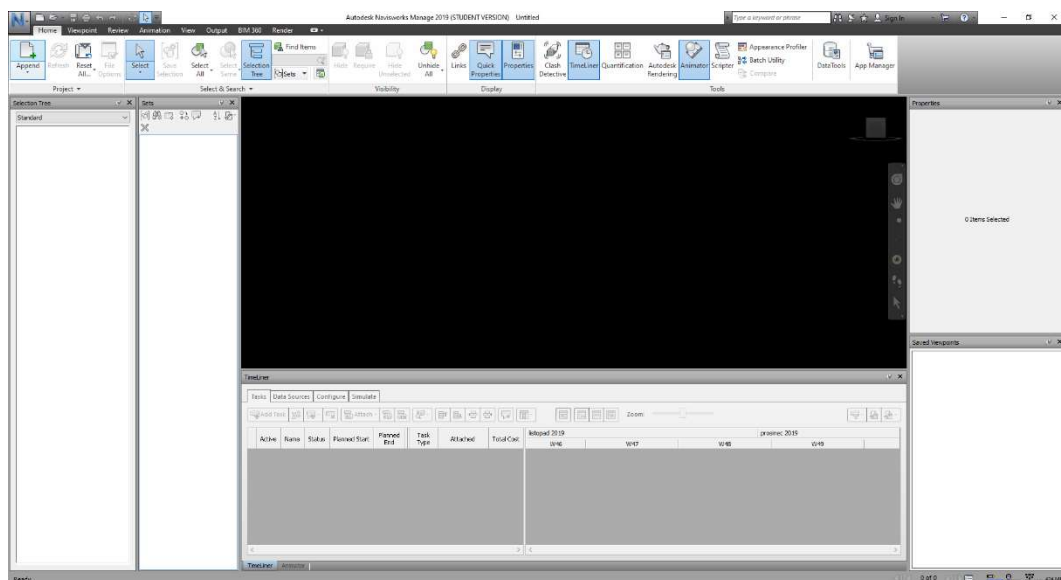 Autodesk Navisworks Manage 2019 (STUDENT VERSION) Untitled
Type a keyword or phrase
Sign In
Home Viewpoint Review Animation View Output BIM 360 Render
Append Refresh Reset All... File Options
Select Save Selection Select All Select Same Selection Tree
Find Items
Sets
Hide Require Hide Unselected Unhide All
Links Quick Properties Properties
Clash Detective TimeLiner Quantification Autodesk Rendering Animator Scripter
Appearance Profiler
Batch Utility
Compare
DataTools App Manager
Project Select & Search Visibility Display Tools
Selection Tree
Standard
Sets
Properties
0 Items Selected
Saved Viewpoints
TimeLiner
Tasks Data Sources Configure Simulate
Add Task Attach Zoom:
Active Name Status Planned Start Planned End Task Type Attached Total Cost
listopad 2019 prosinec 2019
W46 W47 W48 W49
TimeLiner Animator
Ready
0 of 0